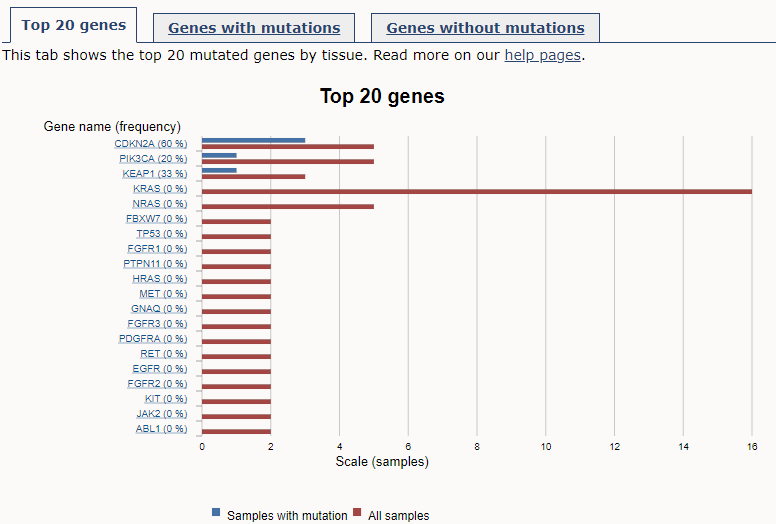 Top 20 genes Genes with mutations Genes without mutations
This tab shows the top 20 mutated genes by tissue. Read more on our help pages.
Top 20 genes
Gene name (frequency)
CDKN2A (60 %)
PIK3CA (20 %)
KEAP1 (33 %)
KRAS (0 %)
NRAS (0 %)
FBXW7 (0 %)
TP53 (0 %)
FGFR1 (0 %)
PTPN11 (0 %)
HRAS (0 %)
MET (0 %)
GNAQ (0 %)
FGFR3 (0 %)
PDGFRA (0 %)
RET (0 %)
EGFR (0 %)
FGFR2 (0 %)
KIT (0 %)
JAK2 (0 %)
ABL1 (0 %)
0 2 4 6 8 10 12 14 16
Scale (samples)
Samples with mutation All samples